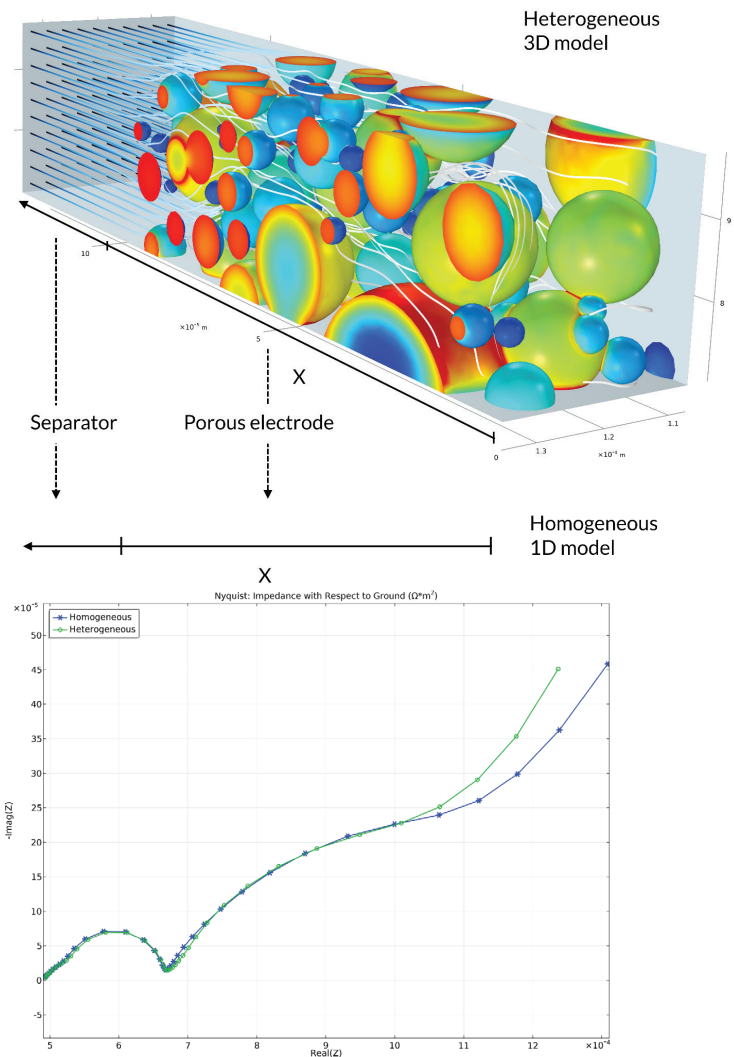 Heterogeneous
3D model
9
8
10
×10⁻⁵ m
5
X
0
1.3
1.2
1.1
×10⁻⁴ m
Separator
Porous electrode
Homogeneous
1D model
X
Nyquist: Impedance with Respect to Ground (Ω*m²)
×10⁻⁵
Homogeneous
Heterogeneous
50
45
40
35
30
25
20
15
10
5
0
-5
-Imag(Z)
5
6
7
8
9
10
11
12
×10⁻⁴
Real(Z)